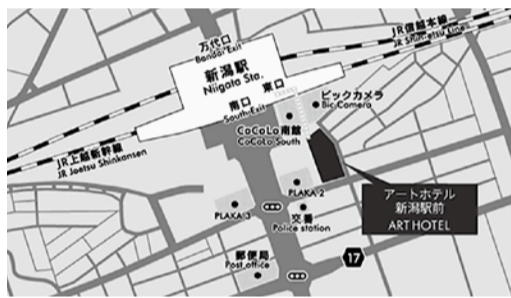 万代口
Bandai Exit
新潟駅
Niigata Sta.
東口
南口
South Exit
JR信越本線
JR Shin-etsu Lines
JR上越新幹線
JR Joetsu Shinkansen
ビックカメラ
Bic Camera
CoCoLo南館
CoCoLo South
PLAKA 2
PLAKA 3
交番
Police station
郵便局
Post office
17
アートホテル
新潟駅前
ART HOTEL